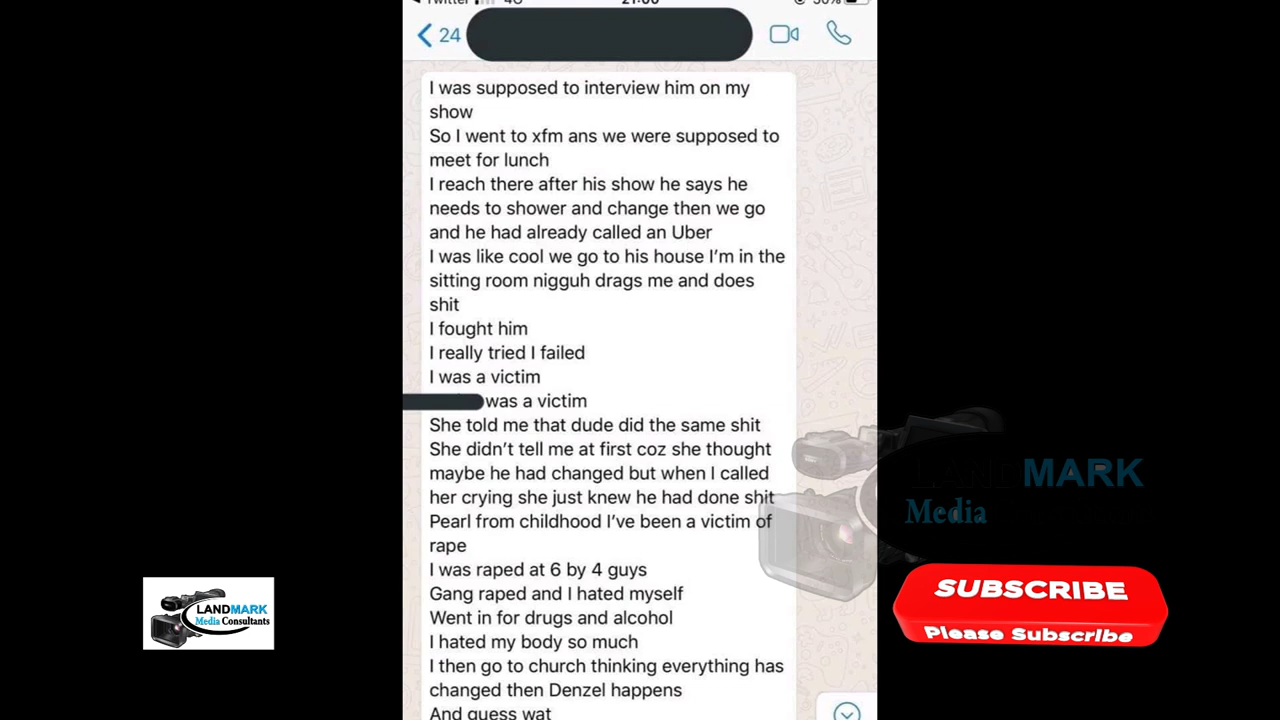 Twitter 4G 21:00 30%
24
I was supposed to interview him on my
show
So I went to xfm ans we were supposed to
meet for lunch
I reach there after his show he says he
needs to shower and change then we go
and he had already called an Uber
I was like cool we go to his house I'm in the
sitting room nigguh drags me and does
shit
I fought him
I really tried I failed
I was a victim
was a victim
She told me that dude did the same shit
She didn't tell me at first coz she thought
maybe he had changed but when I called
her crying she just knew he had done shit
Pearl from childhood I've been a victim of
rape
I was raped at 6 by 4 guys
Gang raped and I hated myself
Went in for drugs and alcohol
I hated my body so much
I then go to church thinking everything has
changed then Denzel happens
And guess wat
LANDMARK
Media
SUBSCRIBE
Please Subscribe
LANDMARK
Media Consultants